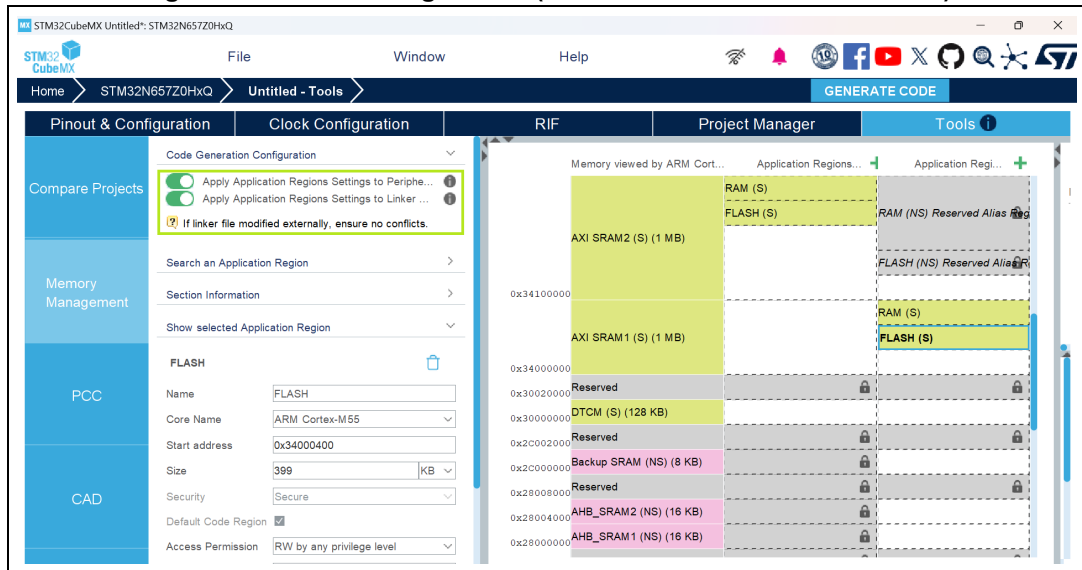 STM32CubeMX Untitled*: STM32N657Z0HxQ
STM32
CubeMX
File
Window
Help
Home
STM32N657Z0HxQ
Untitled - Tools
GENERATE CODE
Pinout & Configuration
Clock Configuration
RIF
Project Manager
Tools
Compare Projects
Memory
Management
PCC
CAD
Code Generation Configuration
Apply Application Regions Settings to Periphe...
Apply Application Regions Settings to Linker ...
If linker file modified externally, ensure no conflicts.
Search an Application Region
Section Information
Show selected Application Region
FLASH
Name FLASH
Core Name ARM Cortex-M55
Start address 0x34000400
Size 399 KB
Security Secure
Default Code Region
Access Permission RW by any privilege level
Memory viewed by ARM Cort... Application Regions... Application Regi...
RAM (S)
FLASH (S)
RAM (NS) Reserved Alias Reg
AXI SRAM2 (S) (1 MB)
FLASH (NS) Reserved Alias R
0x34100000
RAM (S)
AXI SRAM1 (S) (1 MB)
FLASH (S)
0x34000000
Reserved
0x30020000
DTCM (S) (128 KB)
0x30000000
Reserved
0x2C002000
Backup SRAM (NS) (8 KB)
0x2C000000
Reserved
0x28008000
AHB_SRAM2 (NS) (16 KB)
0x28004000
AHB_SRAM1 (NS) (16 KB)
0x28000000